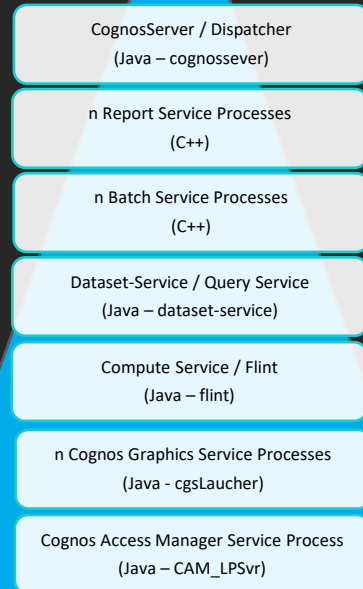 CognosServer / Dispatcher
(Java – cognossever)
n Report Service Processes
(C++)
n Batch Service Processes
(C++)
Dataset-Service / Query Service
(Java – dataset-service)
Compute Service / Flint
(Java – flint)
n Cognos Graphics Service Processes
(Java - cgsLaucher)
Cognos Access Manager Service Process
(Java – CAM_LPSvr)